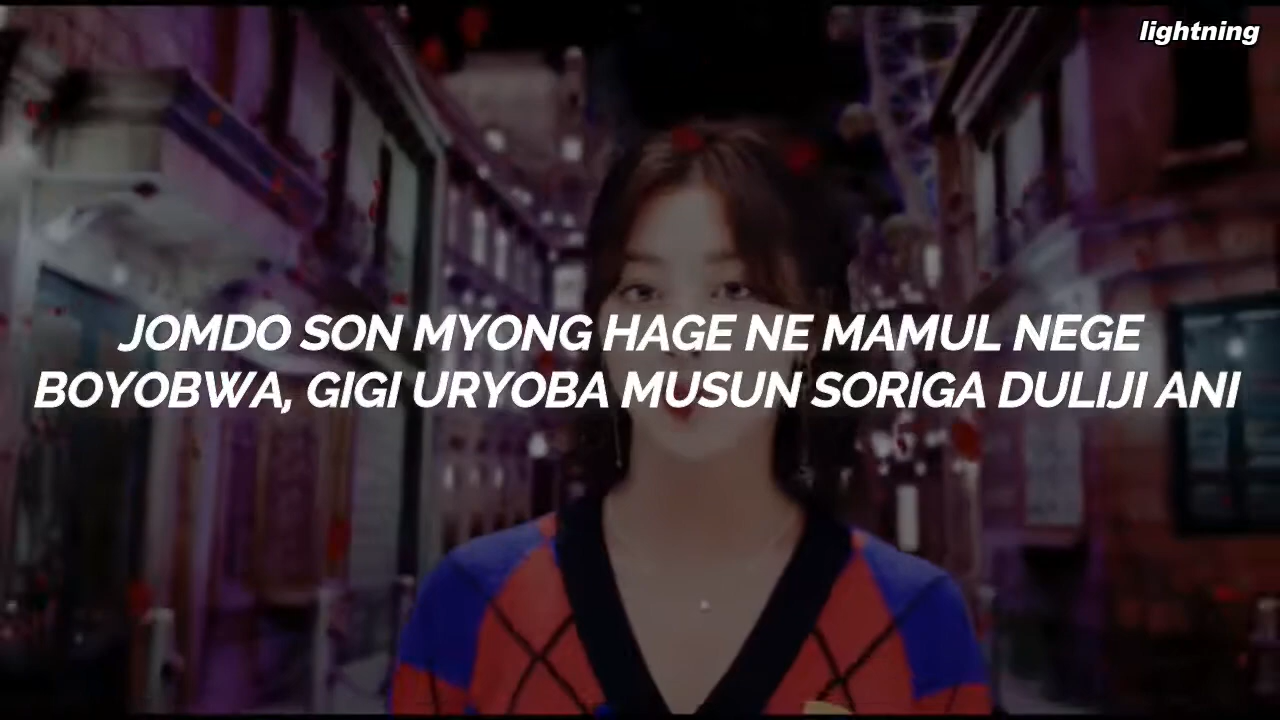 lightning
JOMDO SON MYONG HAGE NE MAMUL NEGE
BOYOBWA, GIGI URYOBA MUSUN SORIGA DULIJI ANI